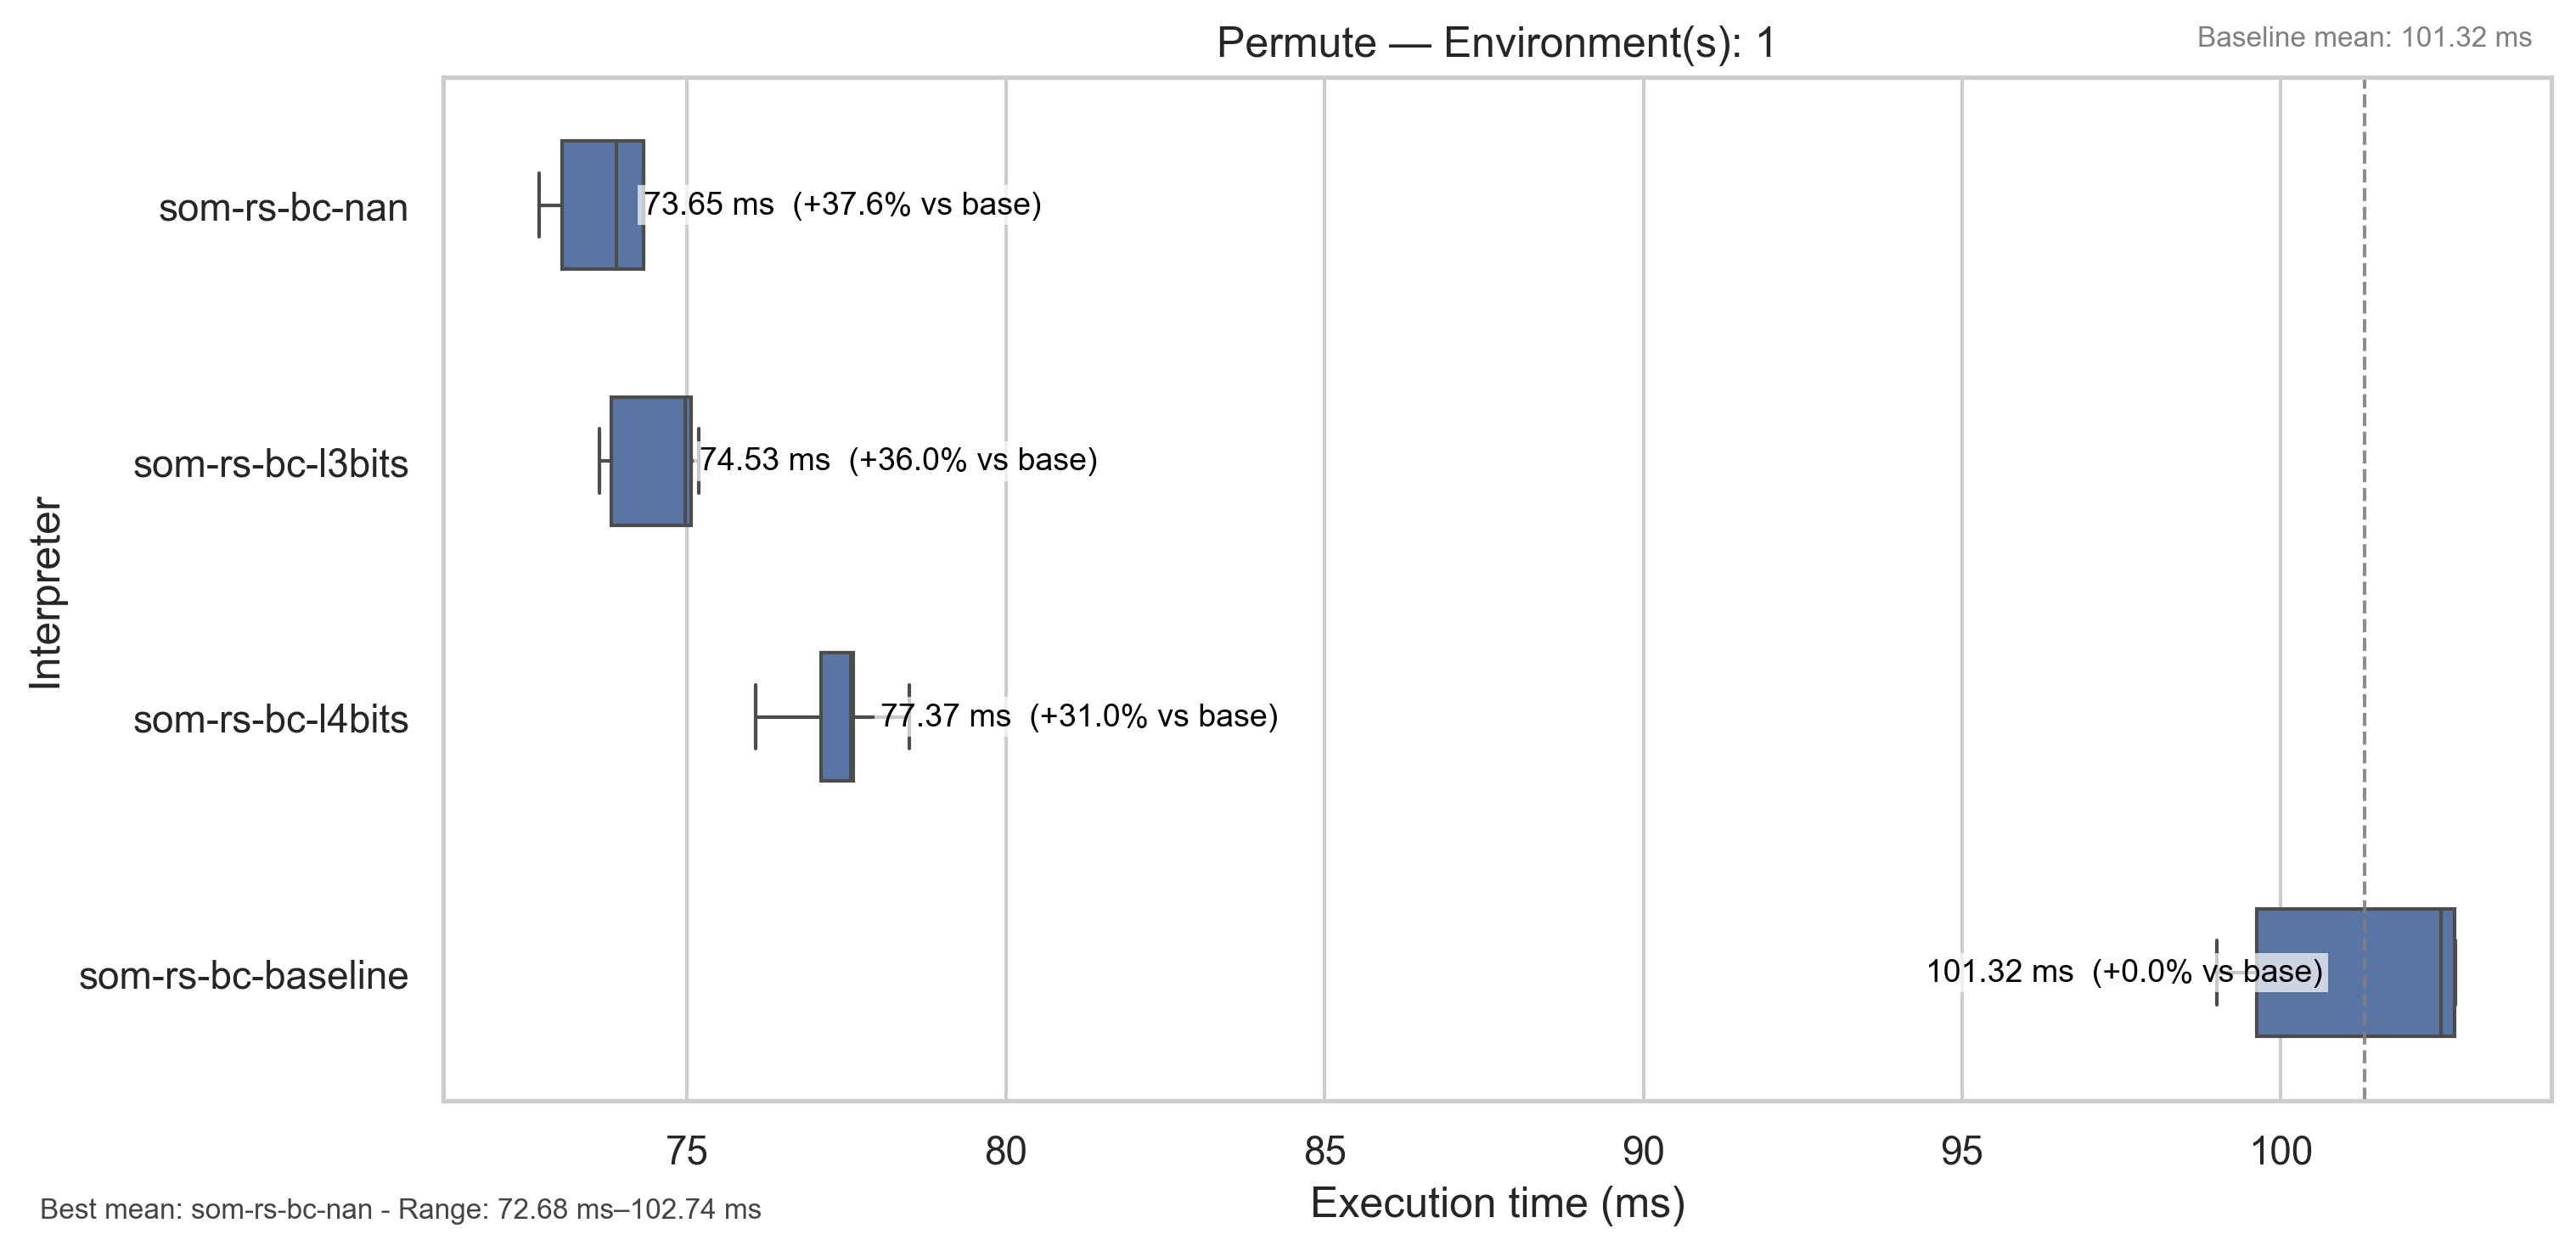 Permute — Environment(s): 1
Baseline mean: 101.32 ms
Interpreter
som-rs-bc-nan
73.65 ms  (+37.6% vs base)
som-rs-bc-l3bits
74.53 ms  (+36.0% vs base)
som-rs-bc-l4bits
77.37 ms  (+31.0% vs base)
som-rs-bc-baseline
101.32 ms  (+0.0% vs base)
75 80 85 90 95 100
Execution time (ms)
Best mean: som-rs-bc-nan - Range: 72.68 ms–102.74 ms